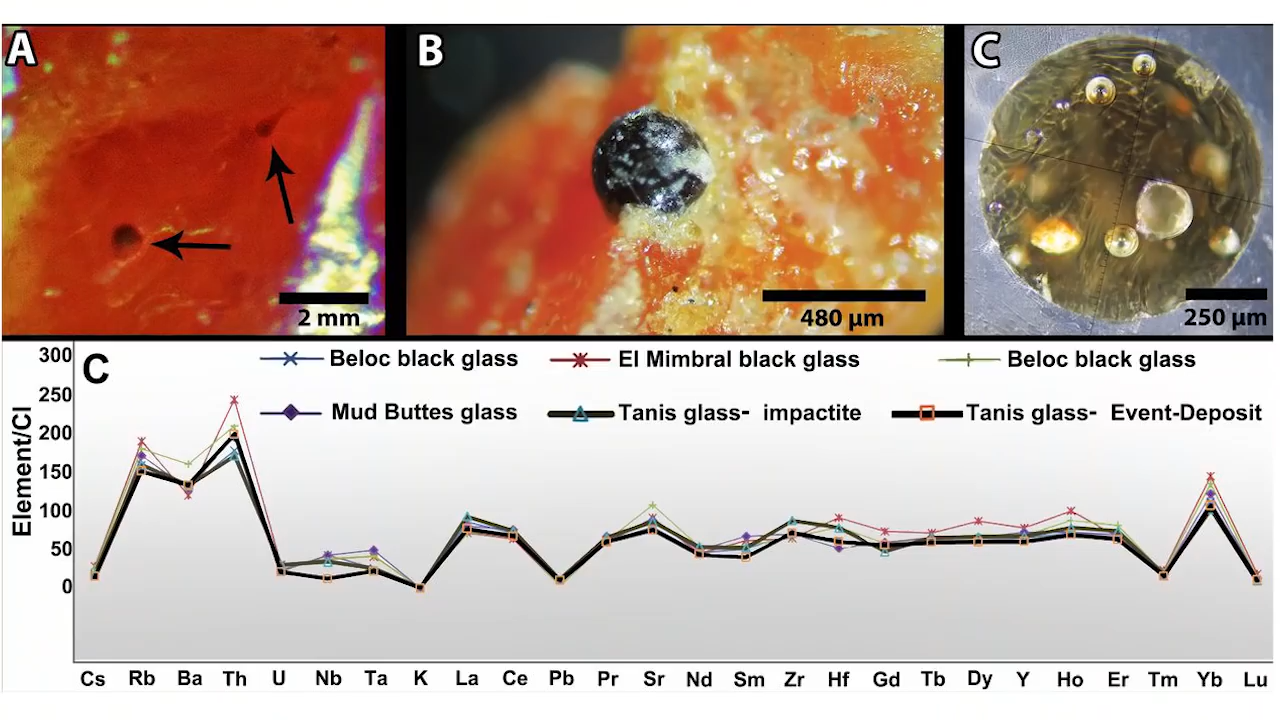 A
B
C
2 mm
480 µm
250 µm
C
Beloc black glass
El Mimbral black glass
Beloc black glass
Mud Buttes glass
Tanis glass- impactite
Tanis glass- Event-Deposit
Element/CI
300
250
200
150
100
50
0
Cs Rb Ba Th U Nb Ta K La Ce Pb Pr Sr Nd Sm Zr Hf Gd Tb Dy Y Ho Er Tm Yb Lu